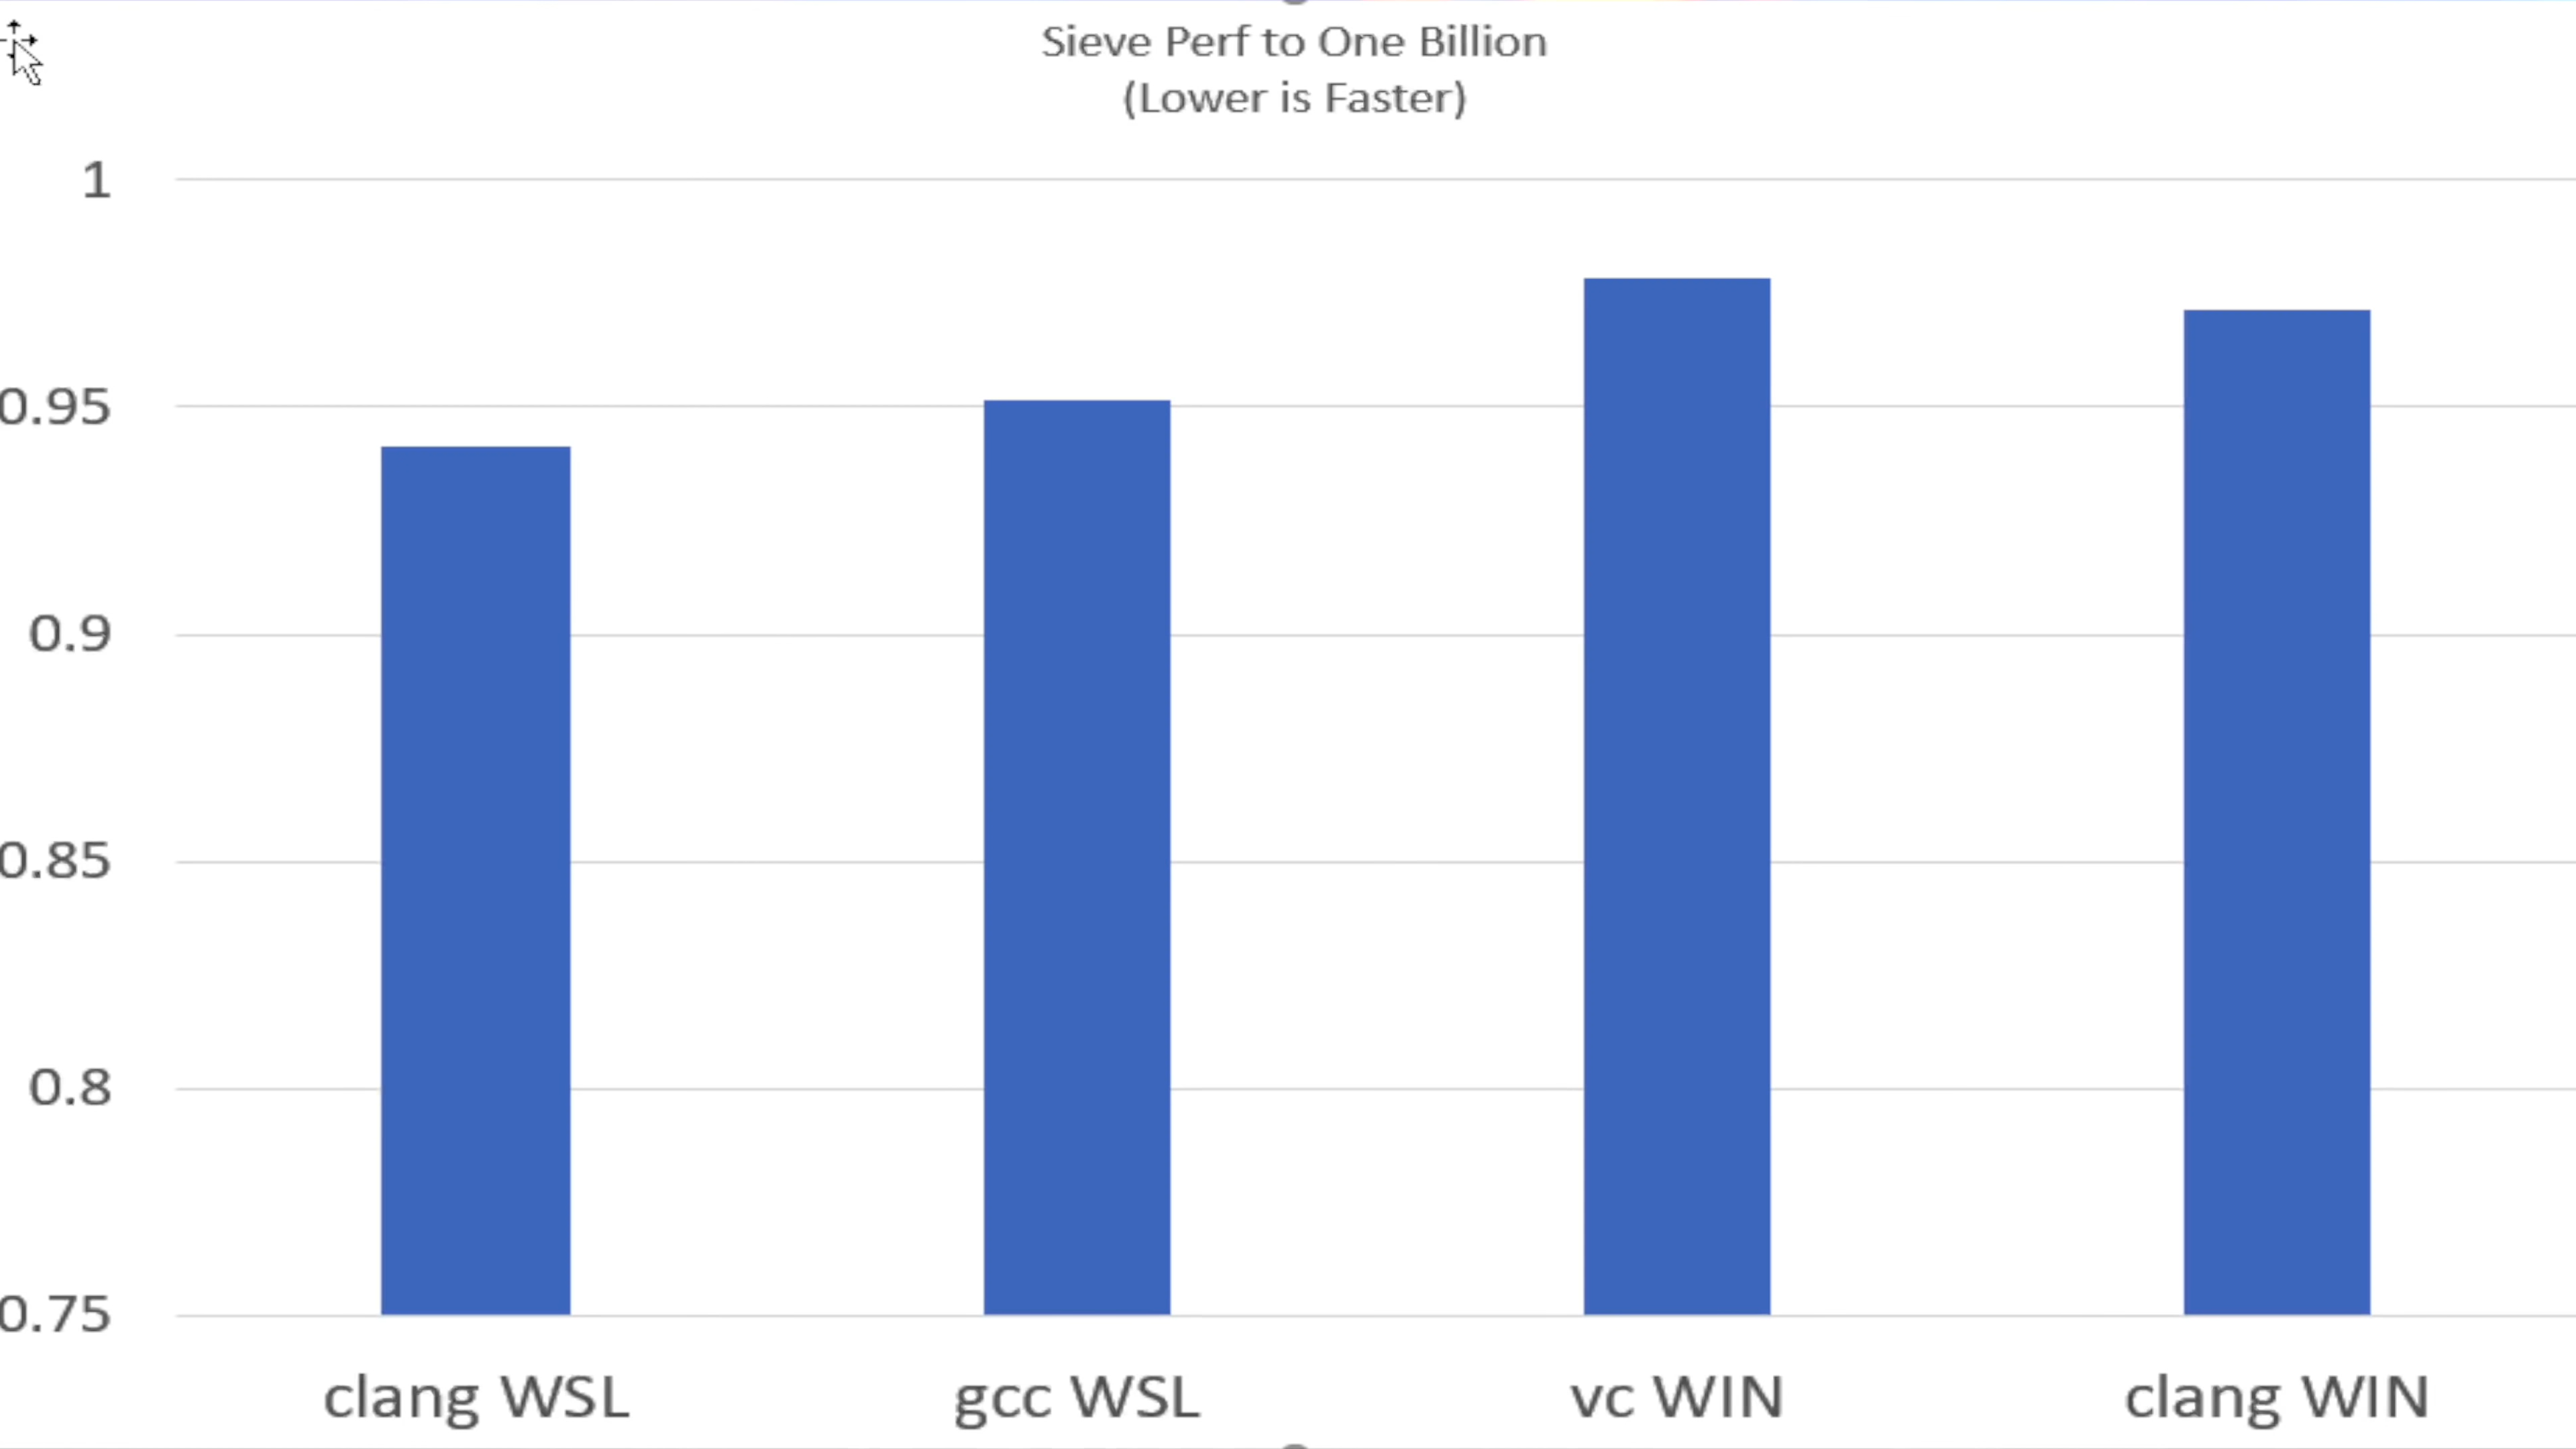 Sieve Perf to One Billion
(Lower is Faster)
1
0.95
0.9
0.85
0.8
0.75
clang WSL
gcc WSL
vc WIN
clang WIN